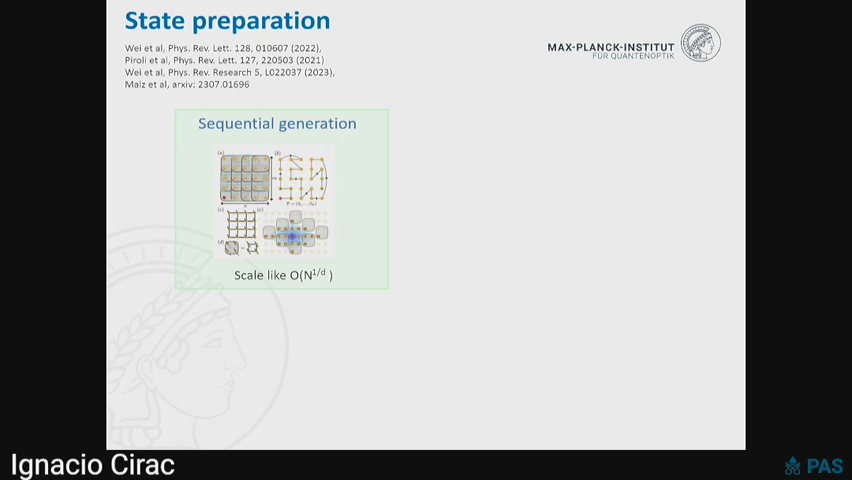 State preparation
Wei et al, Phys. Rev. Lett. 128, 010607 (2022),
Piroli et al, Phys. Rev. Lett. 127, 220503 (2021)
Wei et al, Phys. Rev. Research 5, L022037 (2023),
Malz et al, arxiv: 2307.01696
MAX-PLANCK-INSTITUT
FÜR QUANTENOPTIK
Sequential generation
(a)
(b)
(c)
(e)
(d)
Scale like O(N^1/d )
Ignacio Cirac
PAS